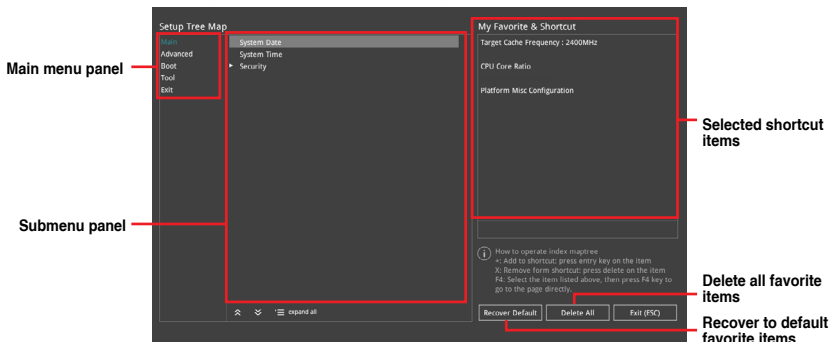 Setup Tree Map
My Favorite & Shortcut
Main
Advanced
Boot
Tool
Exit
System Date
System Time
Security
Target Cache Frequency : 2400MHz
CPU Core Ratio
Platform Misc Configuration
Main menu panel
Submenu panel
Selected shortcut
items
How to operate index maptree
+: Add to shortcut: press entry key on the item
X: Remove form shortcut: press delete on the item
F4: Select the item listed above, then press F4 key to
go to the page directly.
expand all
Recover Default
Delete All
Exit (ESC)
Delete all favorite
items
Recover to default
favorite items